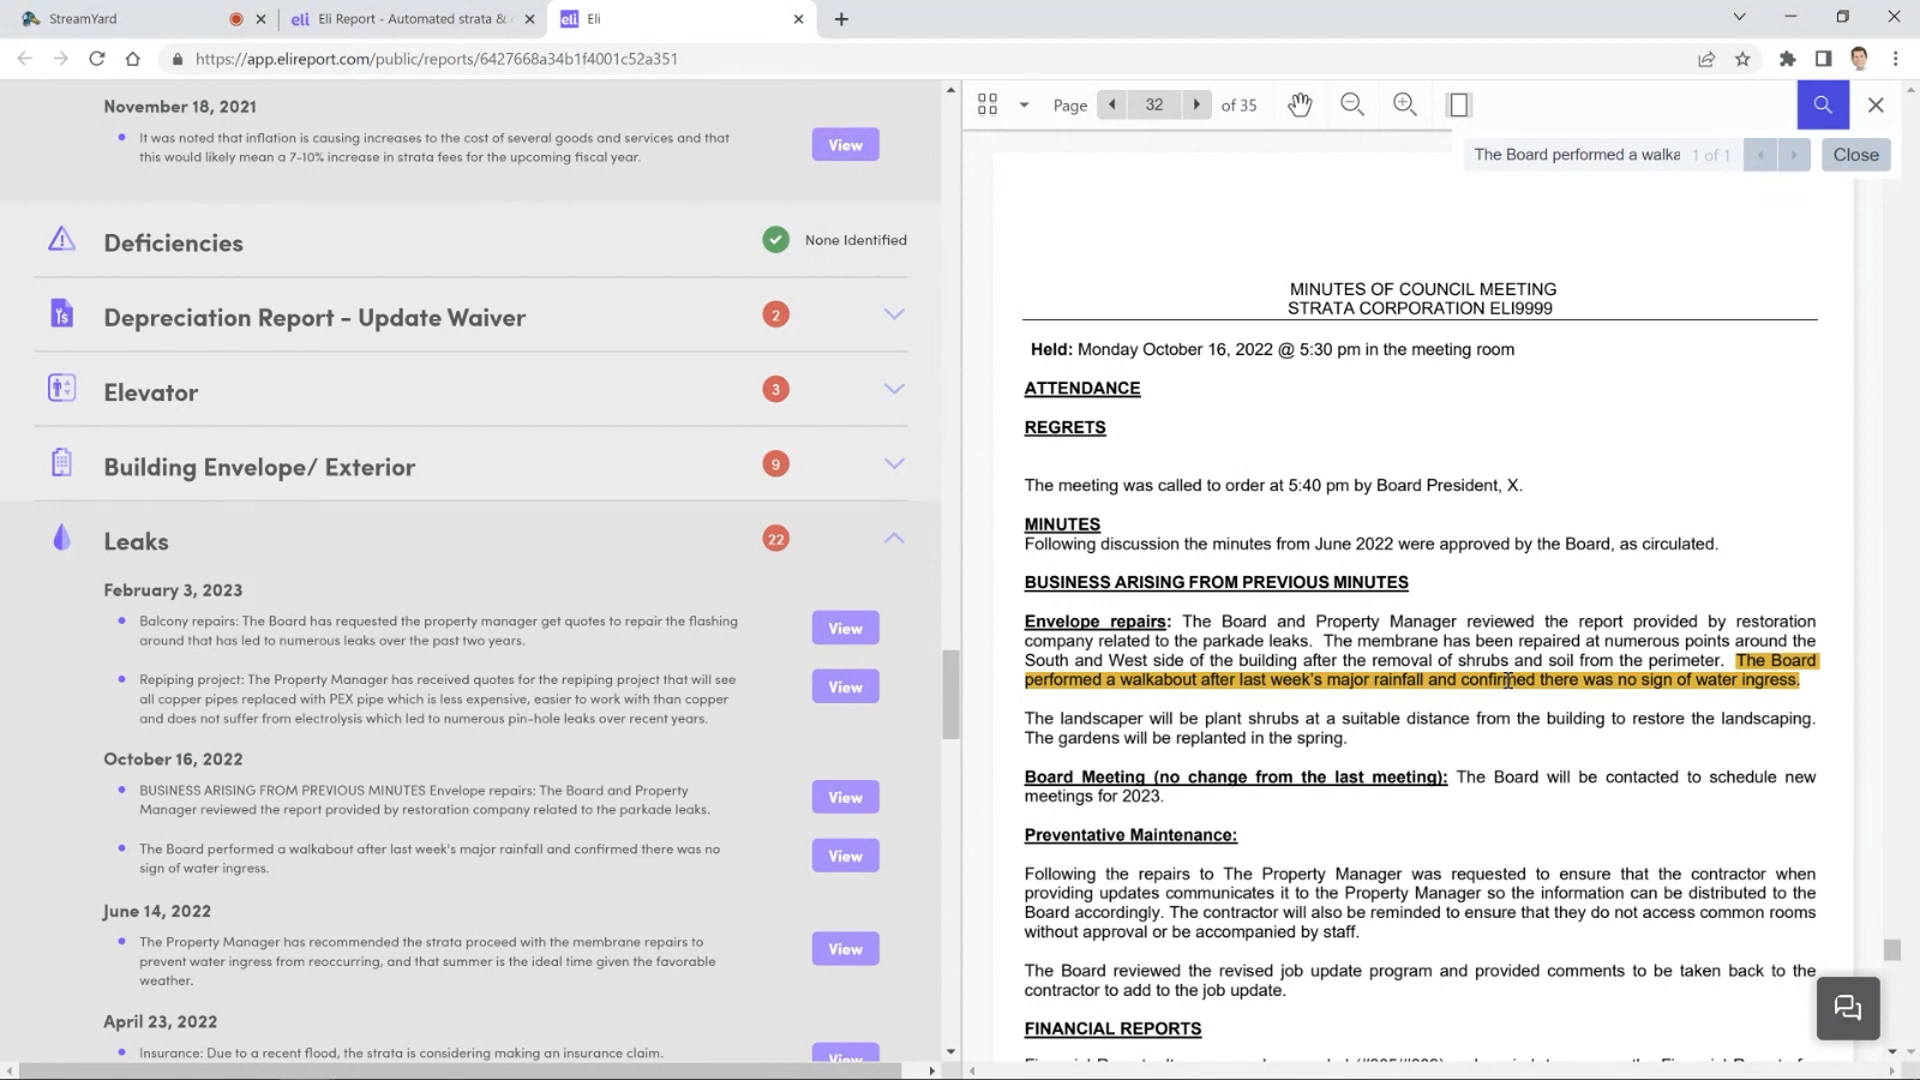 StreamYard
eli Eli Report - Automated strata &
eli Eli
https://app.elireport.com/public/reports/6427668a34b1f4001c52a351
November 18, 2021
It was noted that inflation is causing increases to the cost of several goods and services and that
this would likely mean a 7-10% increase in strata fees for the upcoming fiscal year.
View
Deficiencies
None Identified
Depreciation Report - Update Waiver
2
Elevator
3
Building Envelope/ Exterior
9
Leaks
22
February 3, 2023
Balcony repairs: The Board has requested the property manager get quotes to repair the flashing
around that has led to numerous leaks over the past two years.
View
Repiping project: The Property Manager has received quotes for the repiping project that will see
all copper pipes replaced with PEX pipe which is less expensive, easier to work with than copper
and does not suffer from electrolysis which led to numerous pin-hole leaks over recent years.
View
October 16, 2022
BUSINESS ARISING FROM PREVIOUS MINUTES Envelope repairs: The Board and Property
Manager reviewed the report provided by restoration company related to the parkade leaks.
View
The Board performed a walkabout after last week's major rainfall and confirmed there was no
sign of water ingress.
View
June 14, 2022
The Property Manager has recommended the strata proceed with the membrane repairs to
prevent water ingress from reoccurring, and that summer is the ideal time given the favorable
weather.
View
April 23, 2022
Insurance: Due to a recent flood, the strata is considering making an insurance claim.
View
Page 32 of 35
The Board performed a walka 1 of 1 Close
MINUTES OF COUNCIL MEETING
STRATA CORPORATION ELI9999
Held: Monday October 16, 2022 @ 5:30 pm in the meeting room
ATTENDANCE
REGRETS
The meeting was called to order at 5:40 pm by Board President, X.
MINUTES
Following discussion the minutes from June 2022 were approved by the Board, as circulated.
BUSINESS ARISING FROM PREVIOUS MINUTES
Envelope repairs: The Board and Property Manager reviewed the report provided by restoration
company related to the parkade leaks. The membrane has been repaired at numerous points around the
South and West side of the building after the removal of shrubs and soil from the perimeter. The Board
performed a walkabout after last week's major rainfall and confirmed there was no sign of water ingress.
The landscaper will be plant shrubs at a suitable distance from the building to restore the landscaping.
The gardens will be replanted in the spring.
Board Meeting (no change from the last meeting): The Board will be contacted to schedule new
meetings for 2023.
Preventative Maintenance:
Following the repairs to The Property Manager was requested to ensure that the contractor when
providing updates communicates it to the Property Manager so the information can be distributed to the
Board accordingly. The contractor will also be reminded to ensure that they do not access common rooms
without approval or be accompanied by staff.
The Board reviewed the revised job update program and provided comments to be taken back to the
contractor to add to the job update.
FINANCIAL REPORTS